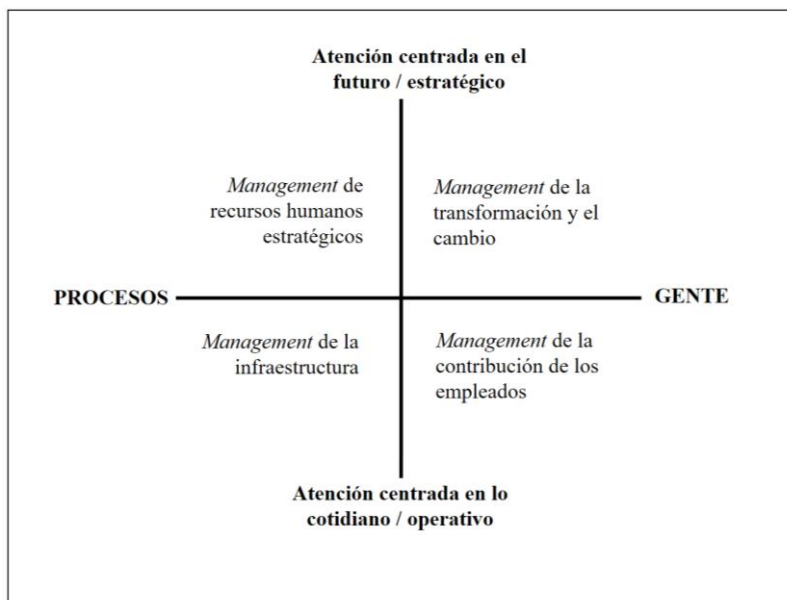 Atención centrada en el
futuro / estratégico
Management de
recursos humanos
estratégicos
Management de la
transformación y el
cambio
PROCESOS
GENTE
Management de la
infraestructura
Management de la
contribución de los
empleados
Atención centrada en lo
cotidiano / operativo